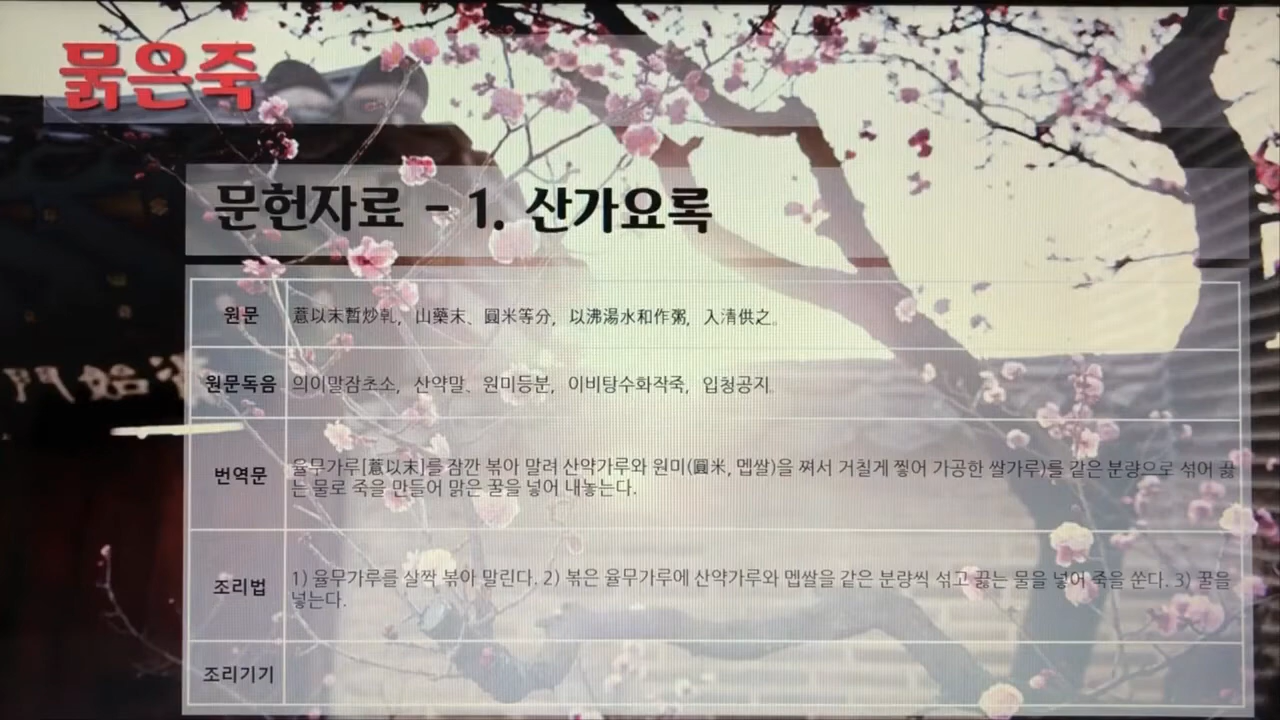 묽은죽
문헌자료 - 1. 산가요록
원문
薏以末暫炒乹, 山藥末、圓米等分, 以沸湯水和作粥, 入清供之。
원문독음
의이말잠초소, 산약말、원미등분, 이비탕수화작죽, 입청공지.
번역문
율무가루[薏以末]를 잠깐 볶아 말려 산약가루와 원미(圓米, 멥쌀)을 쪄서 거칠게 찧어 가공한 쌀가루)를 같은 분량으로 섞어 끓
는 물로 죽을 만들어 맑은 꿀을 넣어 내놓는다.
조리법
1) 율무가루를 살짝 볶아 말린다. 2) 볶은 율무가루에 산약가루와 멥쌀을 같은 분량씩 섞고 끓는 물을 넣어 죽을 쑨다. 3) 꿀을
넣는다.
조리기기